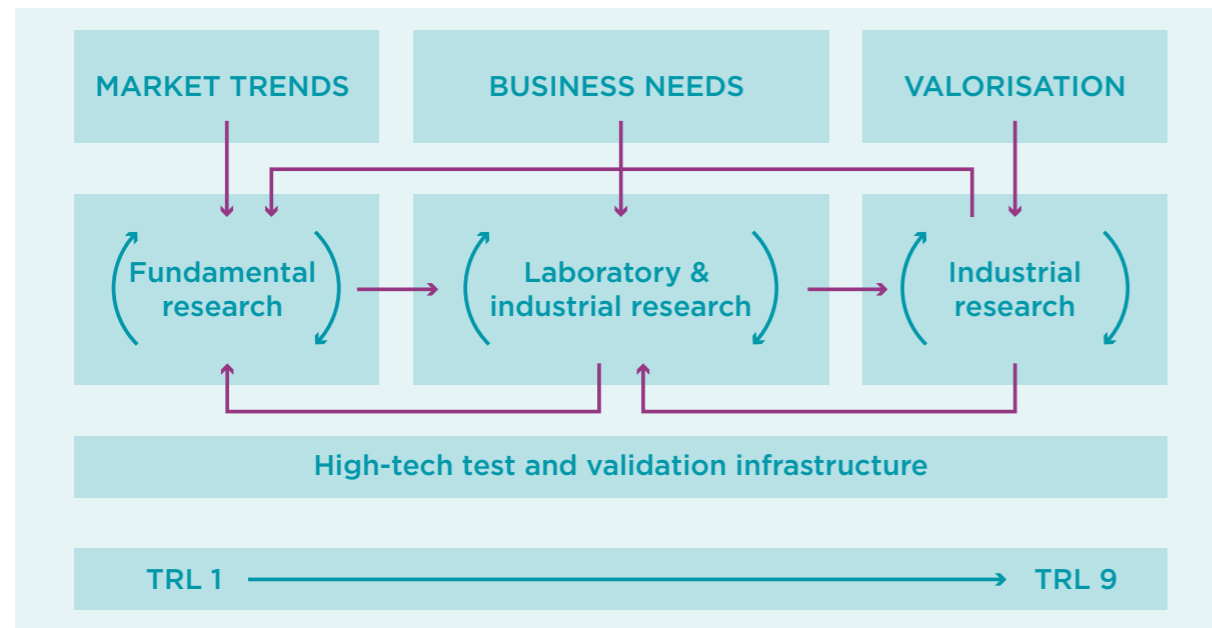 MARKET TRENDS
BUSINESS NEEDS
VALORISATION
Fundamental
research
Laboratory &
industrial research
Industrial
research
High-tech test and validation infrastructure
TRL 1
TRL 9